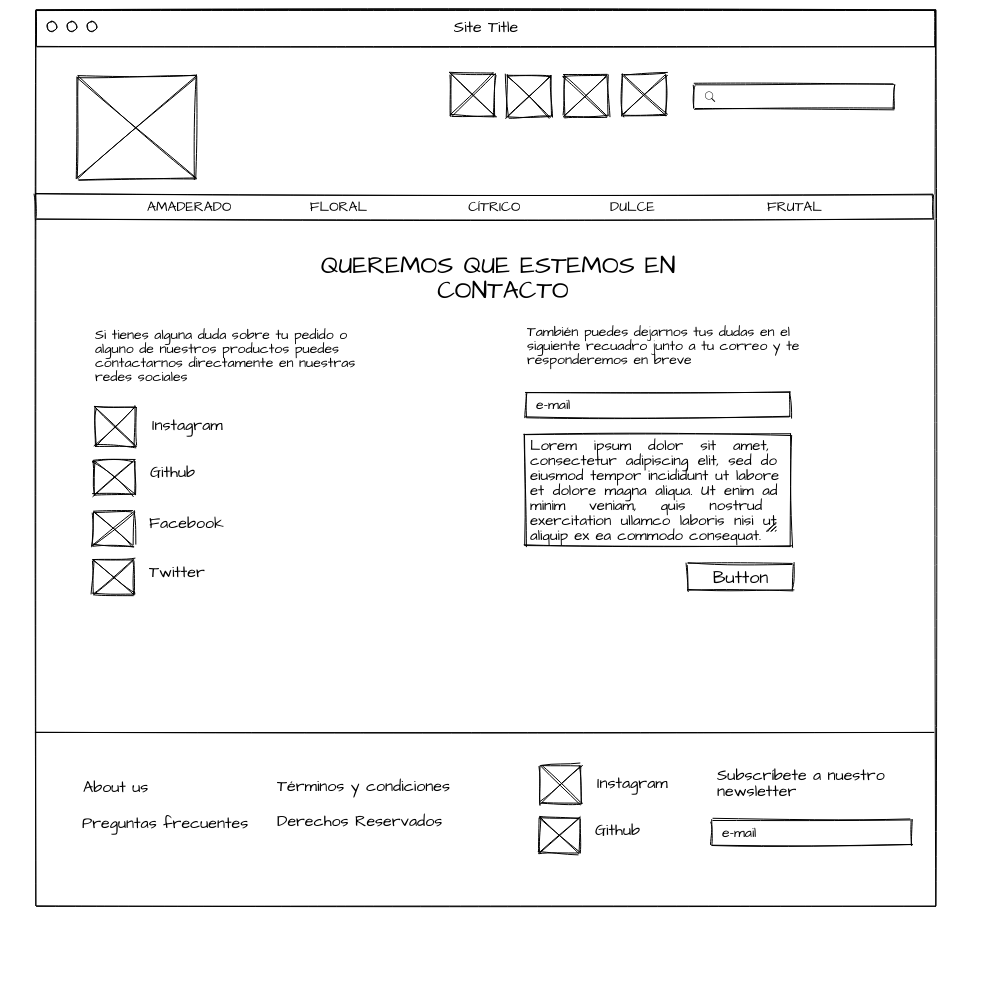 Site Title
AMADERADO FLORAL CÍTRICO DULCE FRUTAL
QUEREMOS QUE ESTEMOS EN
CONTACTO
Si tienes alguna duda sobre tu pedido o
alguno de nuestros productos puedes
contactarnos directamente en nuestras
redes sociales
Instagram
Github
Facebook
Twitter
También puedes dejarnos tus dudas en el
siguiente recuadro junto a tu correo y te
responderemos en breve
e-mail
Lorem ipsum dolor sit amet,
consectetur adipiscing elit, sed do
eiusmod tempor incididunt ut labore
et dolore magna aliqua. Ut enim ad
minim veniam, quis nostrud
exercitation ullamco laboris nisi ut
aliquip ex ea commodo consequat.
Button
About us
Preguntas frecuentes
Términos y condiciones
Derechos Reservados
Instagram
Github
Subscribete a nuestro
newsletter
e-mail